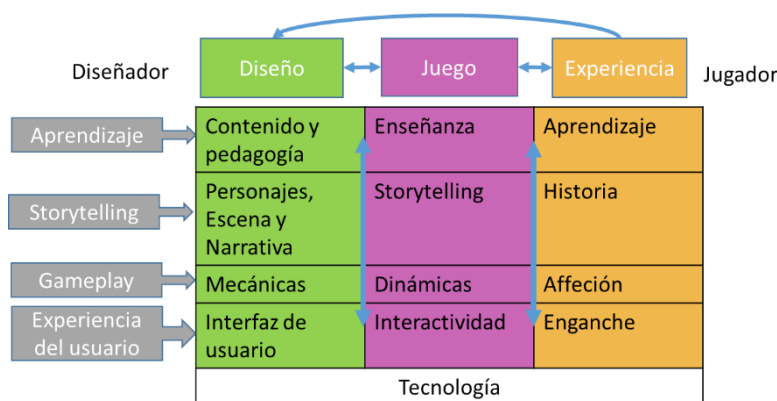 Diseñador
Diseño
Juego
Experiencia
Jugador
Aprendizaje
Contenido y
pedagogía
Enseñanza
Aprendizaje
Storytelling
Personajes,
Escena y
Narrativa
Storytelling
Historia
Gameplay
Mecánicas
Dinámicas
Affeción
Experiencia
del usuario
Interfaz de
usuario
Interactividad
Enganche
Tecnología